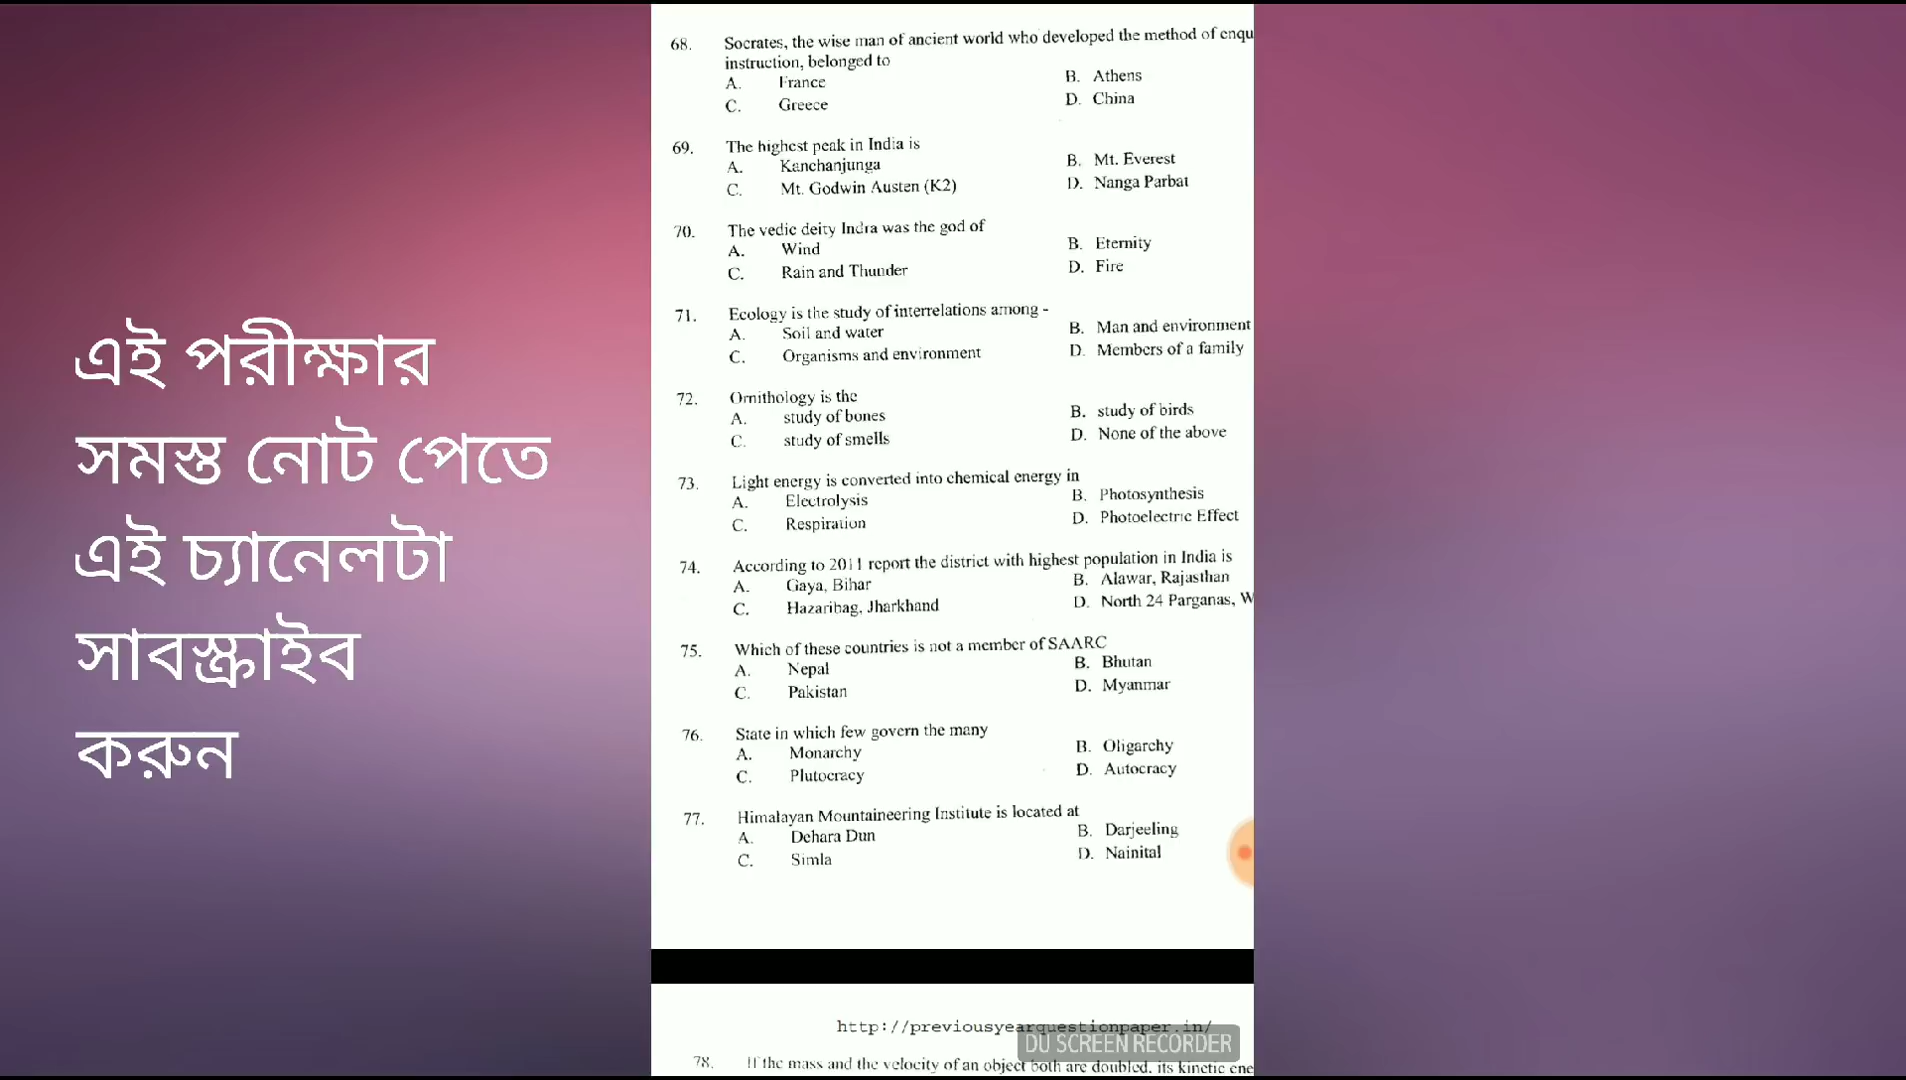 এই পরীক্ষার
সমস্ত নোট পেতে
এই চ্যানেলটা
সাবস্ক্রাইব
করুন
68. Socrates, the wise man of ancient world who developed the method of
instruction, belonged to
A. France B. Athens
C. Greece D. China
69. The highest peak in India is
A. Kanchanjunga B. Mt. Everest
C. Mt. Godwin Austen (K2) D. Nanga Parbat
70. The vedic deity Indra was the god of
A. Wind B. Eternity
C. Rain and Thunder D. Fire
71. Ecology is the study of interrelations among -
A. Soil and water B. Man and environment
C. Organisms and environment D. Members of a family
72. Ornithology is the
A. study of bones B. study of birds
C. study of smells D. None of the above
73. Light energy is converted into chemical energy in
A. Electrolysis B. Photosynthesis
C. Respiration D. Photoelectric Effect
74. According to 2011 report the district with highest population in India is
A. Gaya, Bihar B. Alawar, Rajasthan
C. Hazaribag, Jharkhand D. North 24 Parganas, W
75. Which of these countries is not a member of SAARC
A. Nepal B. Bhutan
C. Pakistan D. Myanmar
76. State in which few govern the many
A. Monarchy B. Oligarchy
C. Plutocracy D. Autocracy
77. Himalayan Mountaineering Institute is located at
A. Dehara Dun B. Darjeeling
C. Simla D. Nainital
http://previousyearquestionpaper.in/
DU SCREEN RECORDER
78. If the mass and the velocity of an object both are doubled, its kinetic